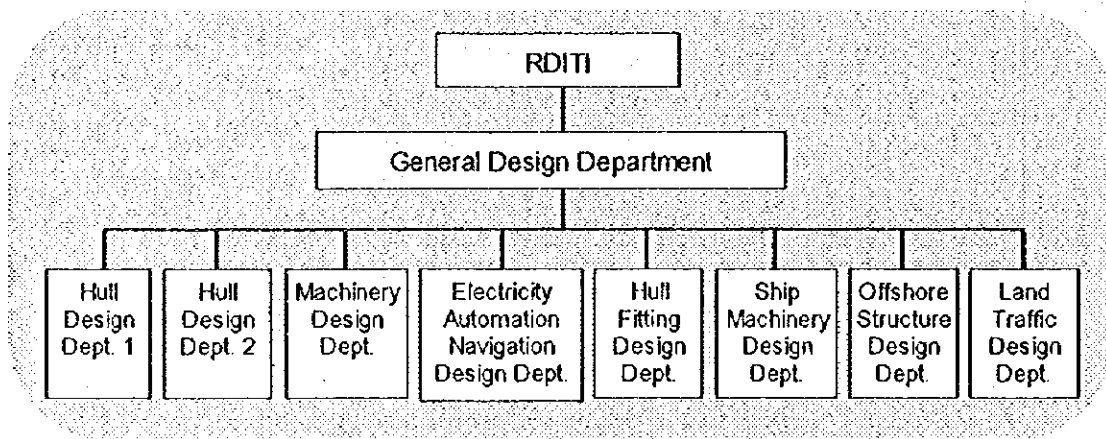 RDITI
General Design Department
Hull
Design
Dept. 1
Hull
Design
Dept. 2
Machinery
Design
Dept.
Electricity
Automation
Navigation
Design Dept.
Hull
Fitting
Design
Dept.
Ship
Machinery
Design
Dept.
Offshore
Structure
Design
Dept.
Land
Traffic
Design
Dept.